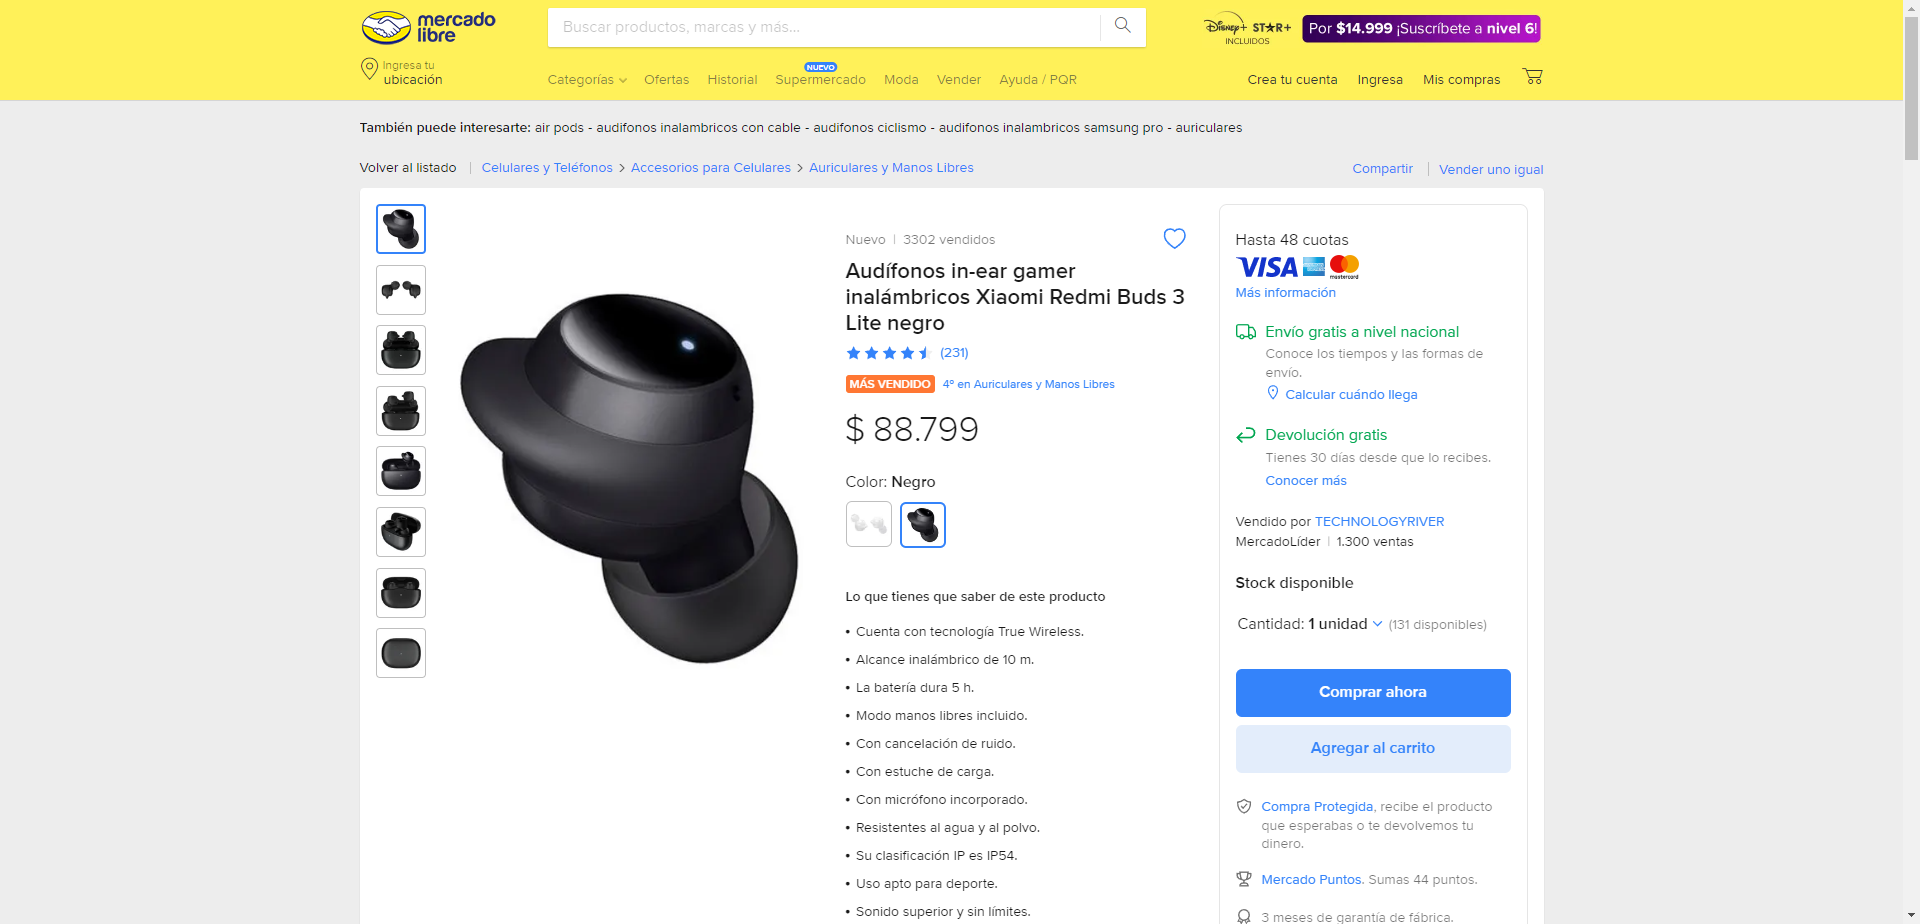 mercado
libre
Buscar productos, marcas y más...
Disney+ STAR+
INCLUIDOS
Por $14.999 ¡Suscríbete a nivel 6!
Ingresa tu
ubicación
Categorías
Ofertas
Historial
NUEVO
Supermercado
Moda
Vender
Ayuda / PQR
Crea tu cuenta
Ingresa
Mis compras
También puede interesarte: air pods - audifonos inalambricos con cable - audifonos ciclismo - audifonos inalambricos samsung pro - auriculares
Volver al listado | Celulares y Teléfonos > Accesorios para Celulares > Auriculares y Manos Libres
Compartir | Vender uno igual
Nuevo | 3302 vendidos
Audífonos in-ear gamer
inalámbricos Xiaomi Redmi Buds 3
Lite negro
(231)
MÁS VENDIDO 4º en Auriculares y Manos Libres
$ 88.799
Color: Negro
Lo que tienes que saber de este producto
• Cuenta con tecnología True Wireless.
• Alcance inalámbrico de 10 m.
• La batería dura 5 h.
• Modo manos libres incluido.
• Con cancelación de ruido.
• Con estuche de carga.
• Con micrófono incorporado.
• Resistentes al agua y al polvo.
• Su clasificación IP es IP54.
• Uso apto para deporte.
• Sonido superior y sin límites.
Hasta 48 cuotas
VISA
mastercard
Más información
Envío gratis a nivel nacional
Conoce los tiempos y las formas de
envío.
Calcular cuándo llega
Devolución gratis
Tienes 30 días desde que lo recibes.
Conocer más
Vendido por TECHNOLOGYRIVER
MercadoLíder | 1.300 ventas
Stock disponible
Cantidad: 1 unidad (131 disponibles)
Comprar ahora
Agregar al carrito
Compra Protegida, recibe el producto
que esperabas o te devolvemos tu
dinero.
Mercado Puntos. Sumas 44 puntos.
3 meses de garantía de fábrica.